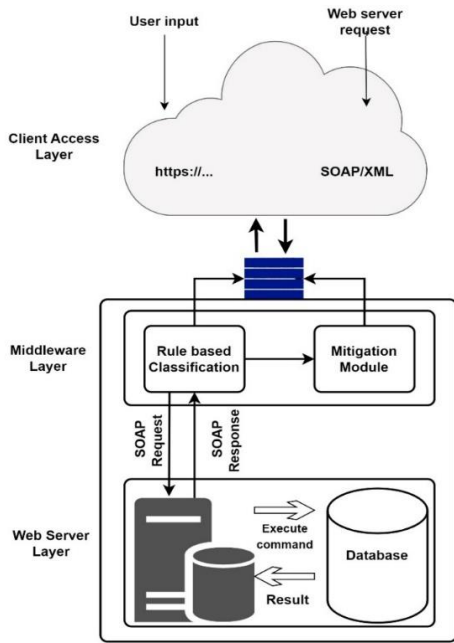 User input
Web server
request
Client Access
Layer
https://...
SOAP/XML
Middleware
Layer
Rule based
Classification
Mitigation
Module
SOAP
Request
SOAP
Response
Web Server
Layer
Execute
command
Result
Database